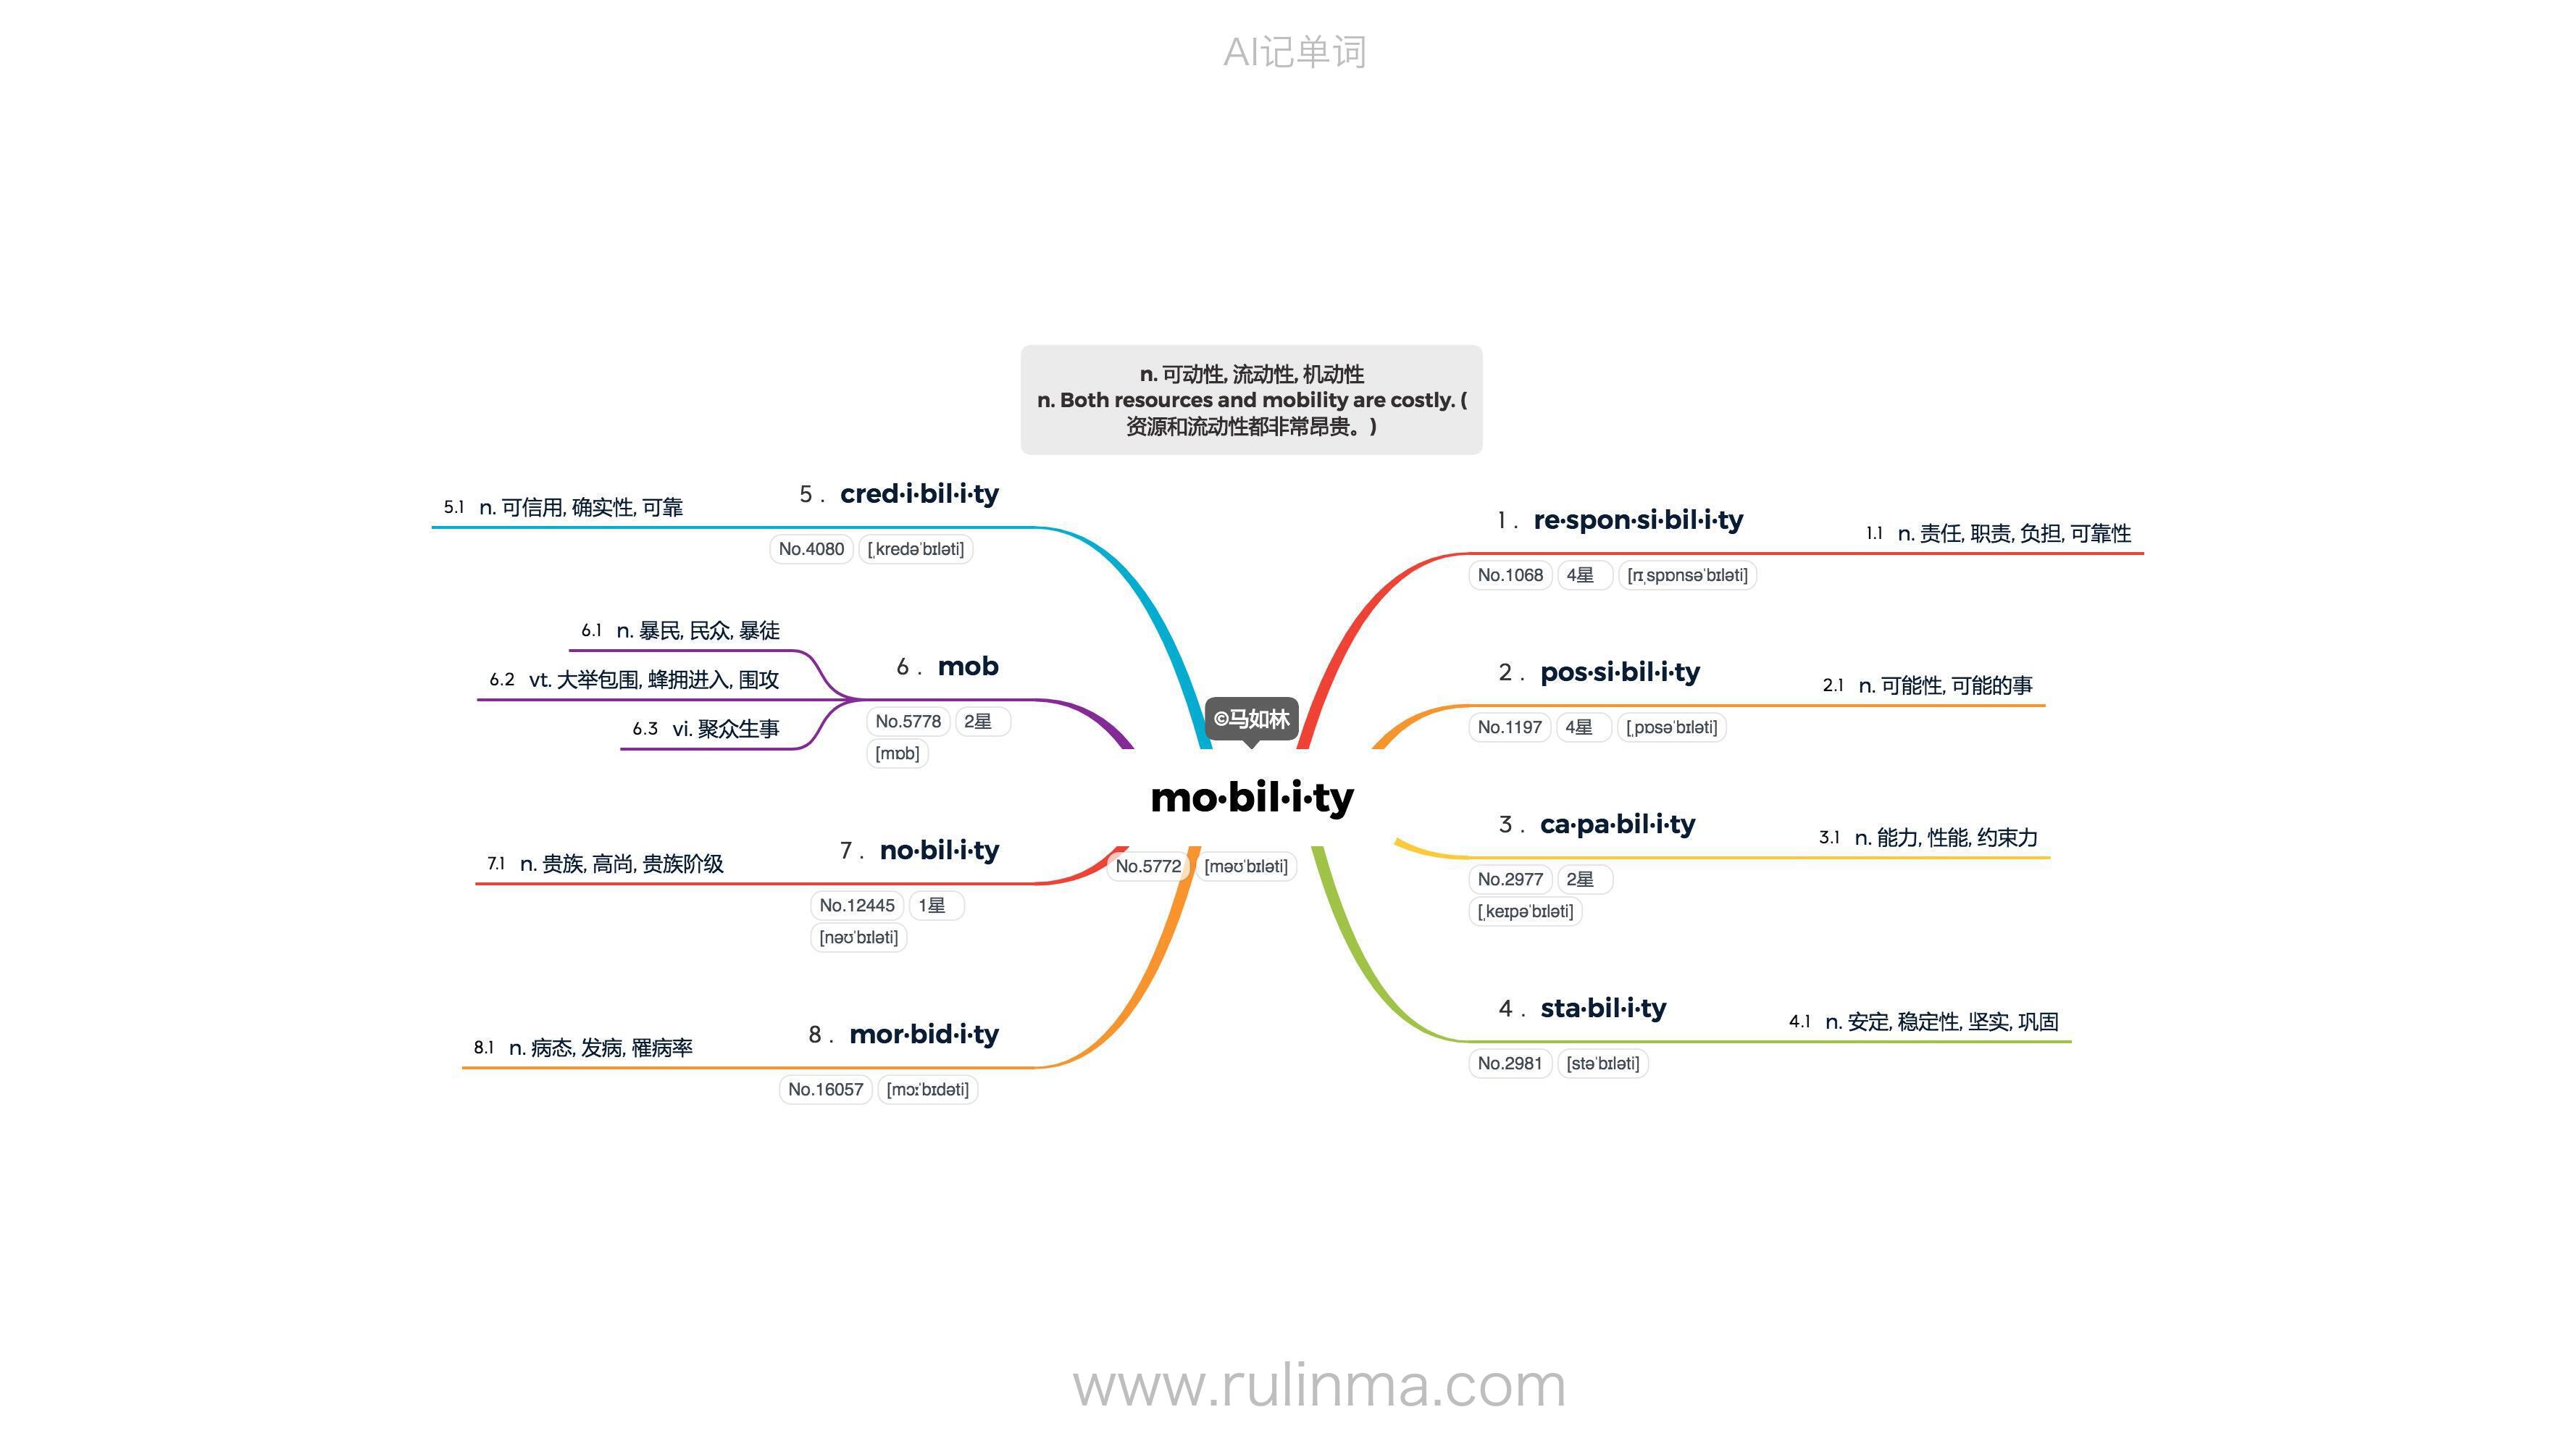 AI记单词
n. 可动性, 流动性, 机动性
n. Both resources and mobility are costly. (
资源和流动性都非常昂贵。)
©马如林
mo·bil·i·ty
No.5772 [məʊˈbɪləti]
1 . re·spon·si·bil·i·ty
No.1068 4星 [rɪˌspɒnsəˈbɪləti]
1.1 n. 责任, 职责, 负担, 可靠性
2 . pos·si·bil·i·ty
No.1197 4星 [ˌpɒsəˈbɪləti]
2.1 n. 可能性, 可能的事
3 . ca·pa·bil·i·ty
No.2977 2星
[ˌkeɪpəˈbɪləti]
3.1 n. 能力, 性能, 约束力
4 . sta·bil·i·ty
No.2981 [stəˈbɪləti]
4.1 n. 安定, 稳定性, 坚实, 巩固
5 . cred·i·bil·i·ty
No.4080 [ˌkredəˈbɪləti]
5.1 n. 可信用, 确实性, 可靠
6 . mob
No.5778 2星
[mɒb]
6.1 n. 暴民, 民众, 暴徒
6.2 vt. 大举包围, 蜂拥进入, 围攻
6.3 vi. 聚众生事
7 . no·bil·i·ty
No.12445 1星
[nəʊˈbɪləti]
7.1 n. 贵族, 高尚, 贵族阶级
8 . mor·bid·i·ty
No.16057 [mɔːˈbɪdəti]
8.1 n. 病态, 发病, 罹病率
www.rulinma.com